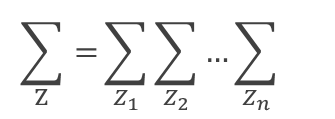 ∑_Z = ∑_{z_1} ∑_{z_2} ... ∑_{z_n}